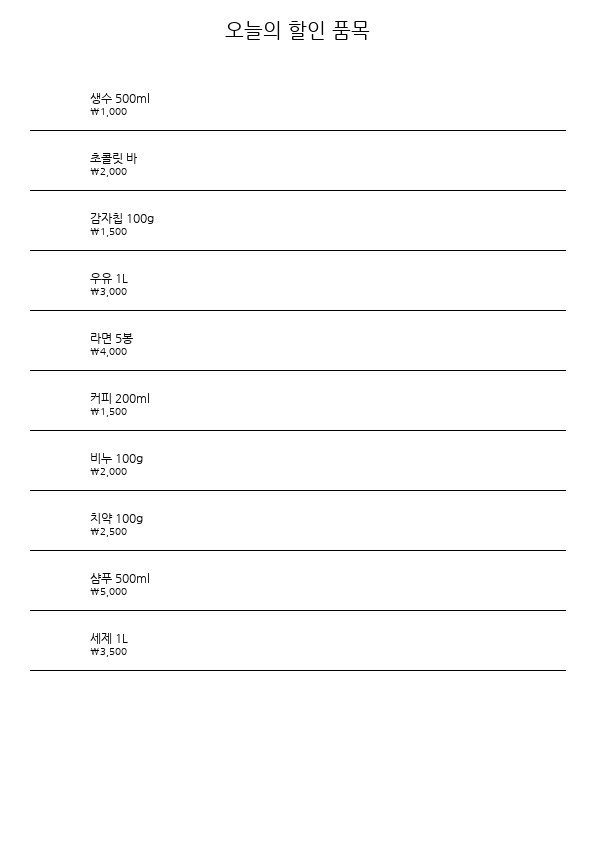 오늘의 할인 품목
생수 500ml
₩1,000
초콜릿 바
₩2,000
감자칩 100g
₩1,500
우유 1L
₩3,000
라면 5봉
₩4,000
커피 200ml
₩1,500
비누 100g
₩2,000
치약 100g
₩2,500
샴푸 500ml
₩5,000
세제 1L
₩3,500